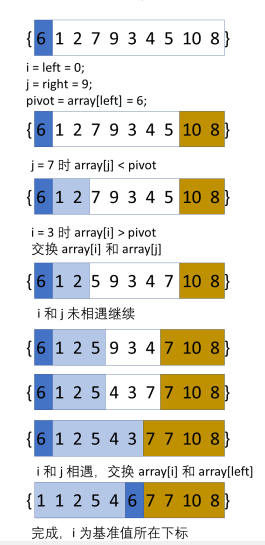 { 6 1 2 7 9 3 4 5 10 8 }
i = left = 0;
j = right = 9;
pivot = array[left] = 6;
{ 6 1 2 7 9 3 4 5 10 8 }
j = 7 时 array[j] < pivot
{ 6 1 2 7 9 3 4 5 10 8 }
i = 3 时 array[i] > pivot
交换 array[i] 和 array[j]
{ 6 1 2 5 9 3 4 7 10 8 }
i 和 j 未相遇继续
{ 6 1 2 5 9 3 4 7 10 8 }
{ 6 1 2 5 4 3 7 7 10 8 }
{ 6 1 2 5 4 3 7 7 10 8 }
i 和 j 相遇，交换 array[i] 和 array[left]
{ 1 1 2 5 4 6 7 7 10 8 }
完成，i 为基准值所在下标